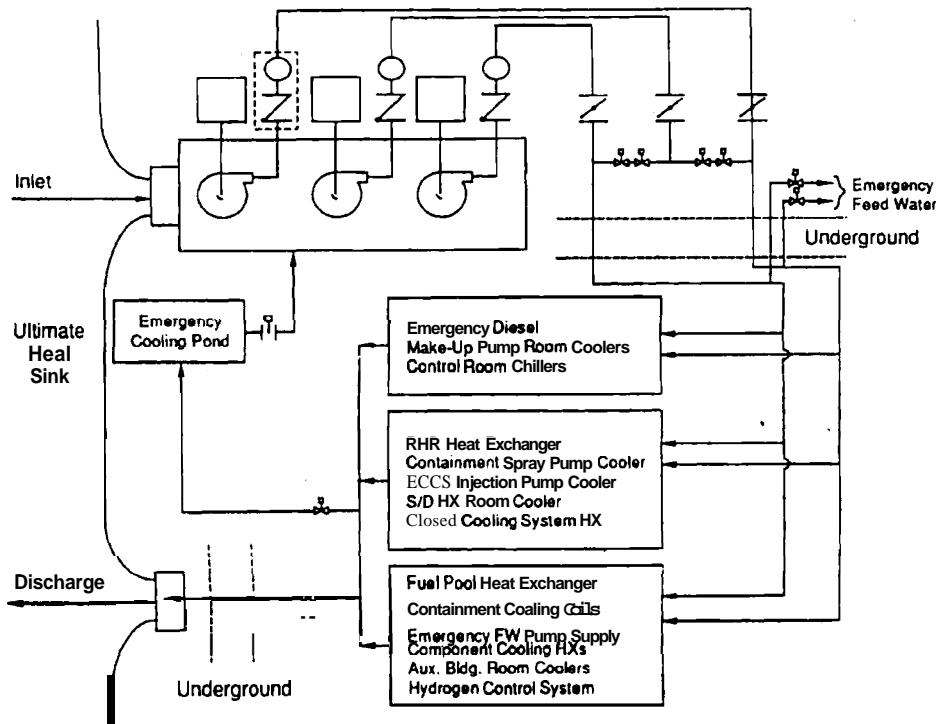 Inlet
Emergency
Feed Water
Underground
Emergency
Cooling Pond
Ultimate
Heal
Sink
Emergency Diesel
Make-Up Pump Room Coolers
Control Room Chillers
RHR Heat Exchanger
Containment Spray Pump Cooler
ECCS Injection Pump Cooler
S/D HX Room Cooler
Closed Cooling System HX
Discharge
Fuel Pool Heat Exchanger
Containment Coaling Coils
Emergency FW Pump Supply
Component Cooling HXs
Aux. Bldg. Room Coolers
Hydrogen Control System
Underground